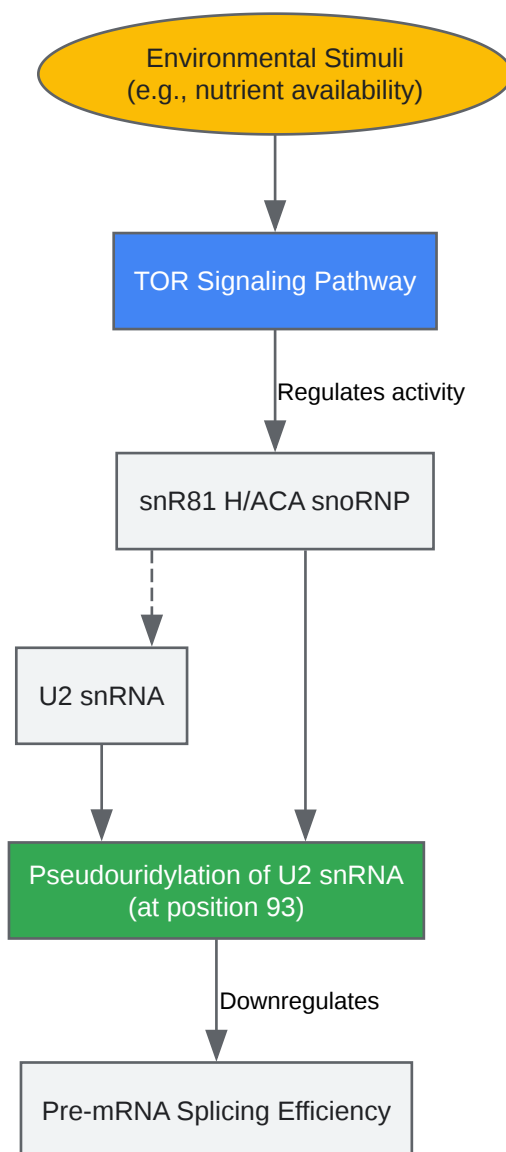 Environmental Stimuli
(e.g., nutrient availability)
TOR Signaling Pathway
Regulates activity
snR81 H/ACA snoRNP
U2 snRNA
Pseudouridylation of U2 snRNA
(at position 93)
Downregulates
Pre-mRNA Splicing Efficiency